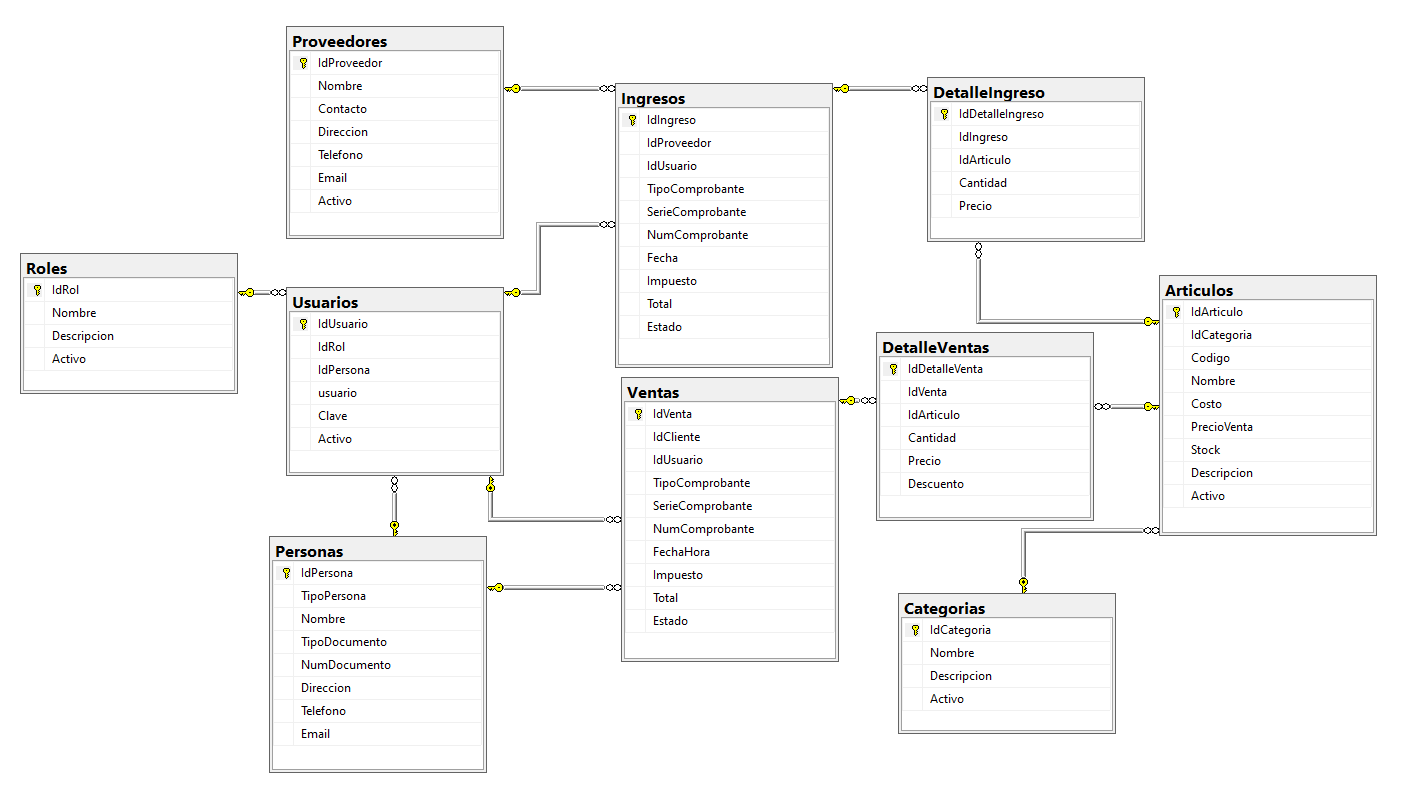 Proveedores
IdProveedor
Nombre
Contacto
Direccion
Telefono
Email
Activo
Ingresos
IdIngreso
IdProveedor
IdUsuario
TipoComprobante
SerieComprobante
NumComprobante
Fecha
Impuesto
Total
Estado
DetalleIngreso
IdDetalleIngreso
IdIngreso
IdArticulo
Cantidad
Precio
Roles
IdRol
Nombre
Descripcion
Activo
Usuarios
IdUsuario
IdRol
IdPersona
usuario
Clave
Activo
Articulos
IdArticulo
IdCategoria
Codigo
Nombre
Costo
PrecioVenta
Stock
Descripcion
Activo
DetalleVentas
IdDetalleVenta
IdVenta
IdArticulo
Cantidad
Precio
Descuento
Ventas
IdVenta
IdCliente
IdUsuario
TipoComprobante
SerieComprobante
NumComprobante
FechaHora
Impuesto
Total
Estado
Personas
IdPersona
TipoPersona
Nombre
TipoDocumento
NumDocumento
Direccion
Telefono
Email
Categorias
IdCategoria
Nombre
Descripcion
Activo